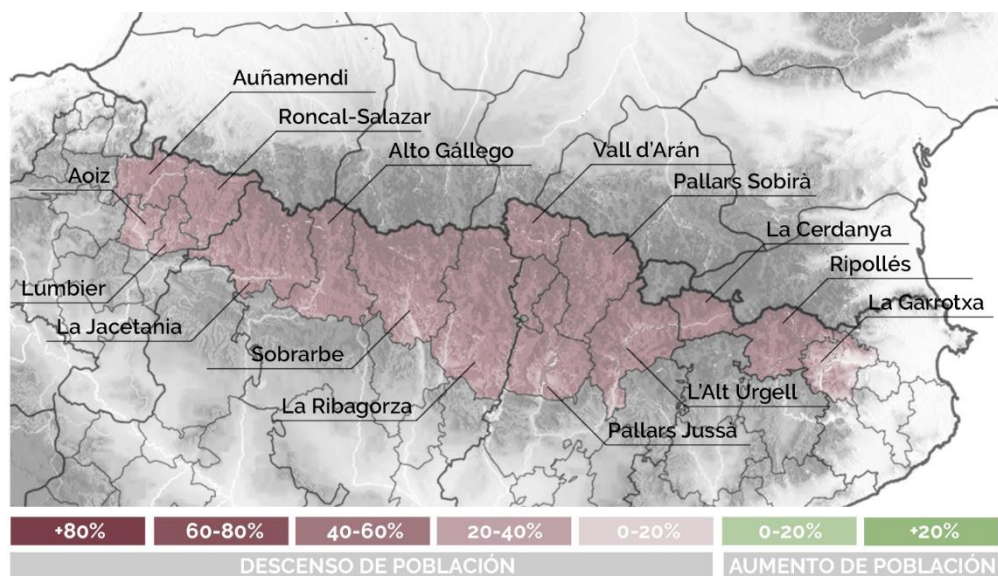 Auñamendi
Roncal-Salazar
Alto Gállego
Vall d'Arán
Aoiz
Pallars Sobirà
La Cerdanya
Ripollés
Lumbier
La Garrotxa
La Jacetania
Sobrarbe
L'Alt Urgell
La Ribagorza
Pallars Jussà
+80% 60-80% 40-60% 20-40% 0-20% 0-20% +20%
DESCENSO DE POBLACIÓN AUMENTO DE POBLACIÓN